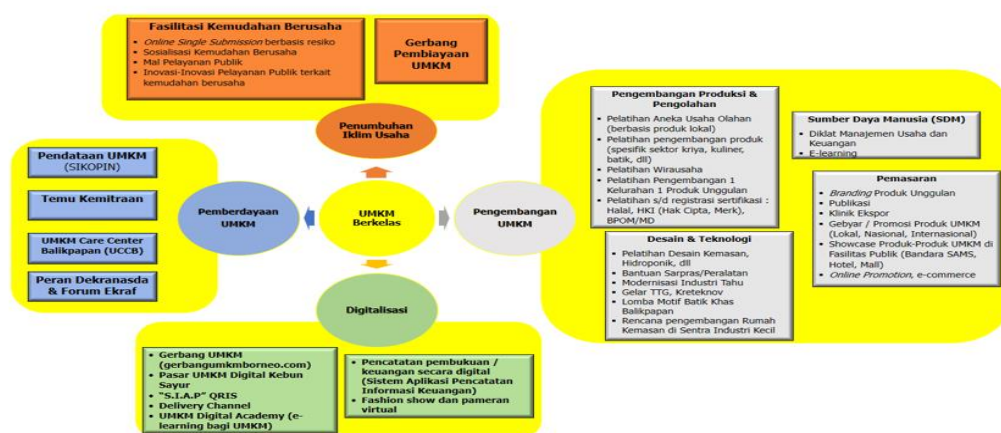 Fasilitasi Kemudahan Berusaha
• Online Single Submission berbasis resiko
• Sosialisasi Kemudahan Berusaha
• Mal Pelayanan Publik
• Inovasi-Inovasi Pelayanan Publik terkait
kemudahan berusaha
Gerbang
Pembiayaan
UMKM
Penumbuhan
Iklim Usaha
Pendataan UMKM
(SIKOPIN)
Temu Kemitraan
UMKM Care Center
Balikpapan (UCCB)
Peran Dekranasda
& Forum Ekraf
Pemberdayaan
UMKM
UMKM
Berkelas
Pengembangan
UMKM
Digitalisasi
Pengembangan Produksi &
Pengolahan
• Pelatihan Aneka Usaha Olahan
(berbasis produk lokal)
• Pelatihan pengembangan produk
(spesifik sektor kriya, kuliner,
batik, dll)
• Pelatihan Wirausaha
• Pelatihan Pengembangan 1
Kelurahan 1 Produk Unggulan
• Pelatihan s/d registrasi sertifikasi :
Halal, HKI (Hak Cipta, Merk),
BPOM/MD
Sumber Daya Manusia (SDM)
• Diklat Manajemen Usaha dan
Keuangan
• E-learning
Pemasaran
• Branding Produk Unggulan
• Publikasi
• Klinik Ekspor
• Gebyar / Promosi Produk UMKM
(Lokal, Nasional, Internasional)
• Showcase Produk-Produk UMKM di
Fasilitas Publik (Bandara SAMS,
Hotel, Mall)
• Online Promotion, e-commerce
Desain & Teknologi
• Pelatihan Desain Kemasan,
Hidroponik, dll
• Bantuan Sarpras/Peralatan
• Modernisasi Industri Tahu
• Gelar TTG, Kreteknov
• Lomba Motif Batik Khas
Balikpapan
• Rencana pengembangan Rumah
Kemasan di Sentra Industri Kecil
• Gerbang UMKM
(gerbangumkmborneo.com)
• Pasar UMKM Digital Kebun
Sayur
• "S.I.A.P" QRIS
• Delivery Channel
• UMKM Digital Academy (e-
learning bagi UMKM)
• Pencatatan pembukuan /
keuangan secara digital
(Sistem Aplikasi Pencatatan
Informasi Keuangan)
• Fashion show dan pameran
virtual